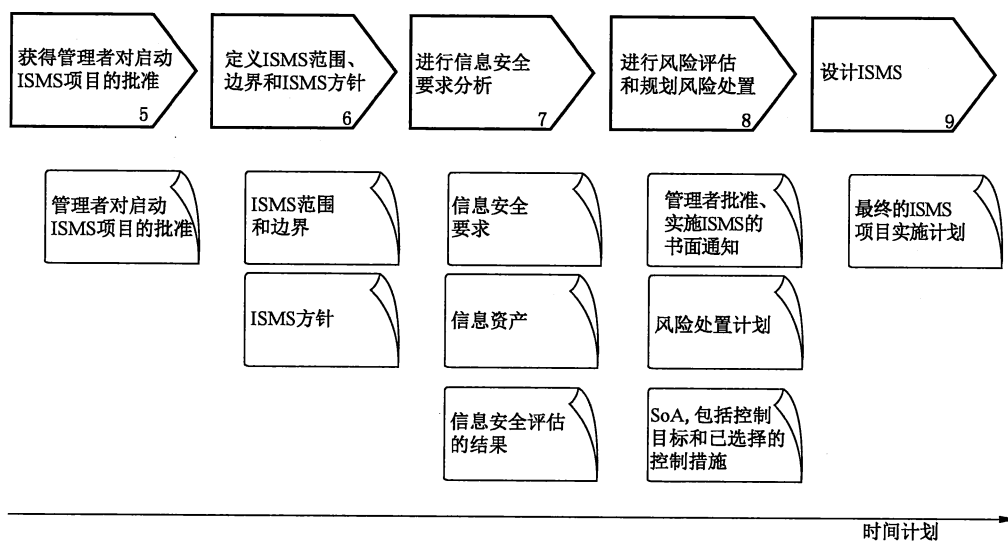 获得管理者对启动
ISMS项目的批准
5
定义ISMS范围、
边界和ISMS方针
6
进行信息安全
要求分析
7
进行风险评估
和规划风险处置
8
设计ISMS
9
管理者对启动
ISMS项目的批准
ISMS范围
和边界
ISMS方针
信息安全
要求
信息资产
信息安全评估
的结果
管理者批准、
实施ISMS的
书面通知
风险处置计划
SoA,包括控制
目标和已选择的
控制措施
最终的ISMS
项目实施计划
时间计划